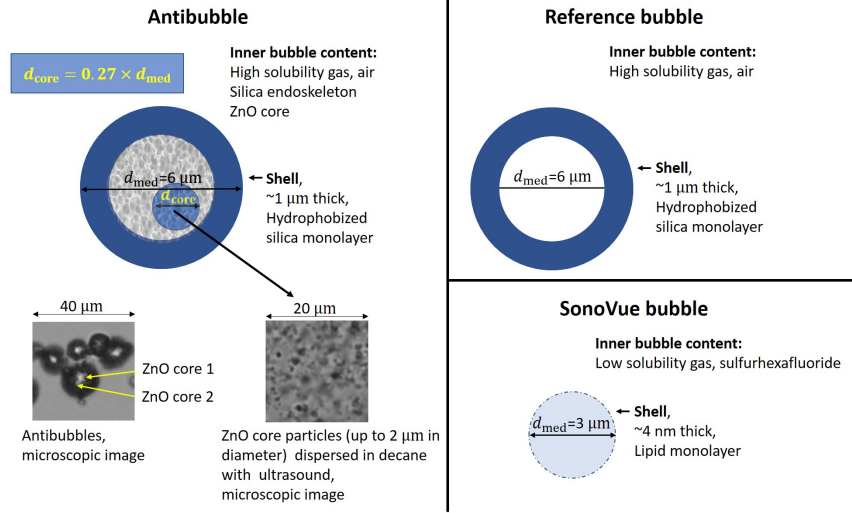 Antibubble
d_core = 0.27 × d_med
Inner bubble content:
High solubility gas, air
Silica endoskeleton
ZnO core
d_med=6 μm
d_core
Shell,
~1 μm thick,
Hydrophobized
silica monolayer
40 μm
ZnO core 1
ZnO core 2
Antibubbles,
microscopic image
20 μm
ZnO core particles (up to 2 μm in
diameter) dispersed in decane
with ultrasound,
microscopic image
Reference bubble
Inner bubble content:
High solubility gas, air
d_med=6 μm
Shell,
~1 μm thick,
Hydrophobized
silica monolayer
SonoVue bubble
Inner bubble content:
Low solubility gas, sulfurhexafluoride
d_med=3 μm
Shell,
~4 nm thick,
Lipid monolayer